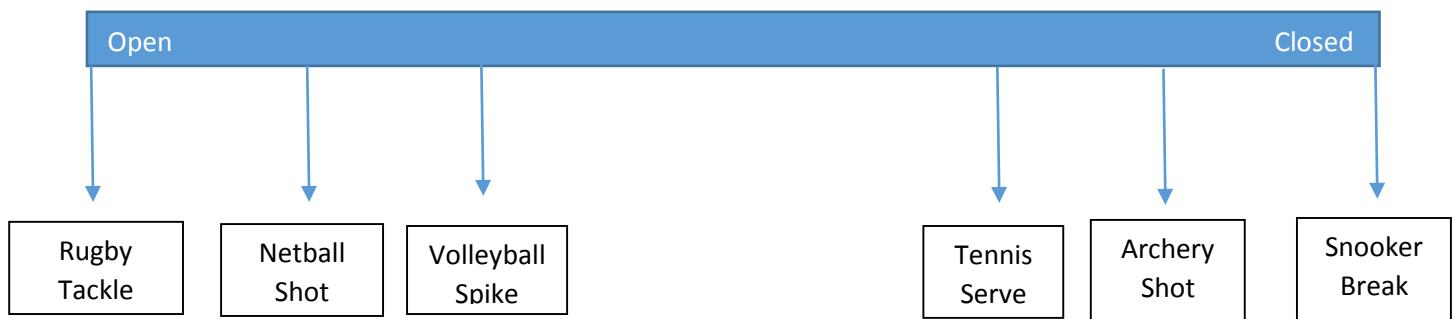 Open Closed
Rugby
Tackle
Netball
Shot
Volleyball
Spike
Tennis
Serve
Archery
Shot
Snooker
Break